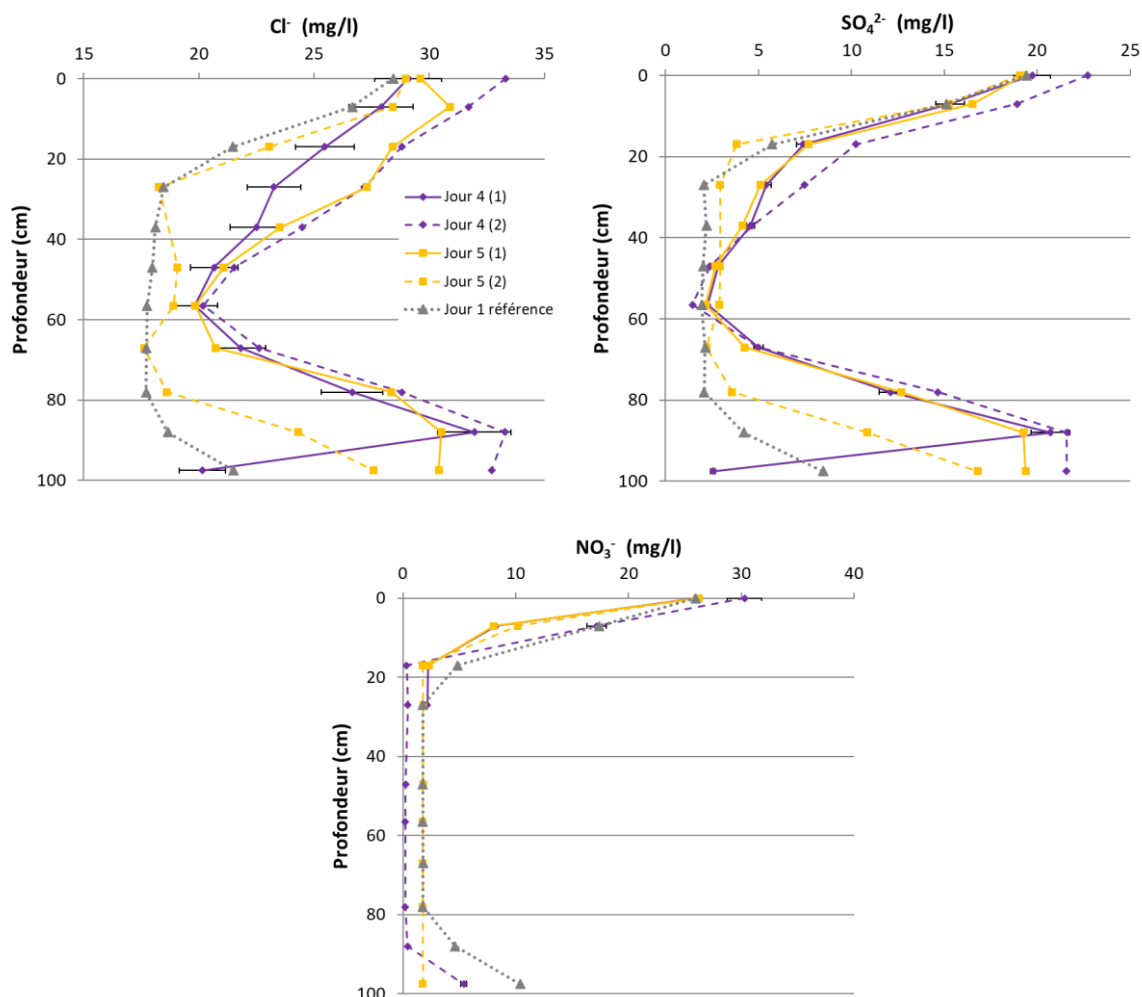 Cl⁻ (mg/l)
15 20 25 30 35
0
20
40
60
80
100
Profondeur (cm)
Jour 4 (1)
Jour 4 (2)
Jour 5 (1)
Jour 5 (2)
Jour 1 référence
SO₄²⁻ (mg/l)
0 5 10 15 20 25
0
20
40
60
80
100
Profondeur (cm)
NO₃⁻ (mg/l)
0 10 20 30 40
0
20
40
60
80
100
Profondeur (cm)